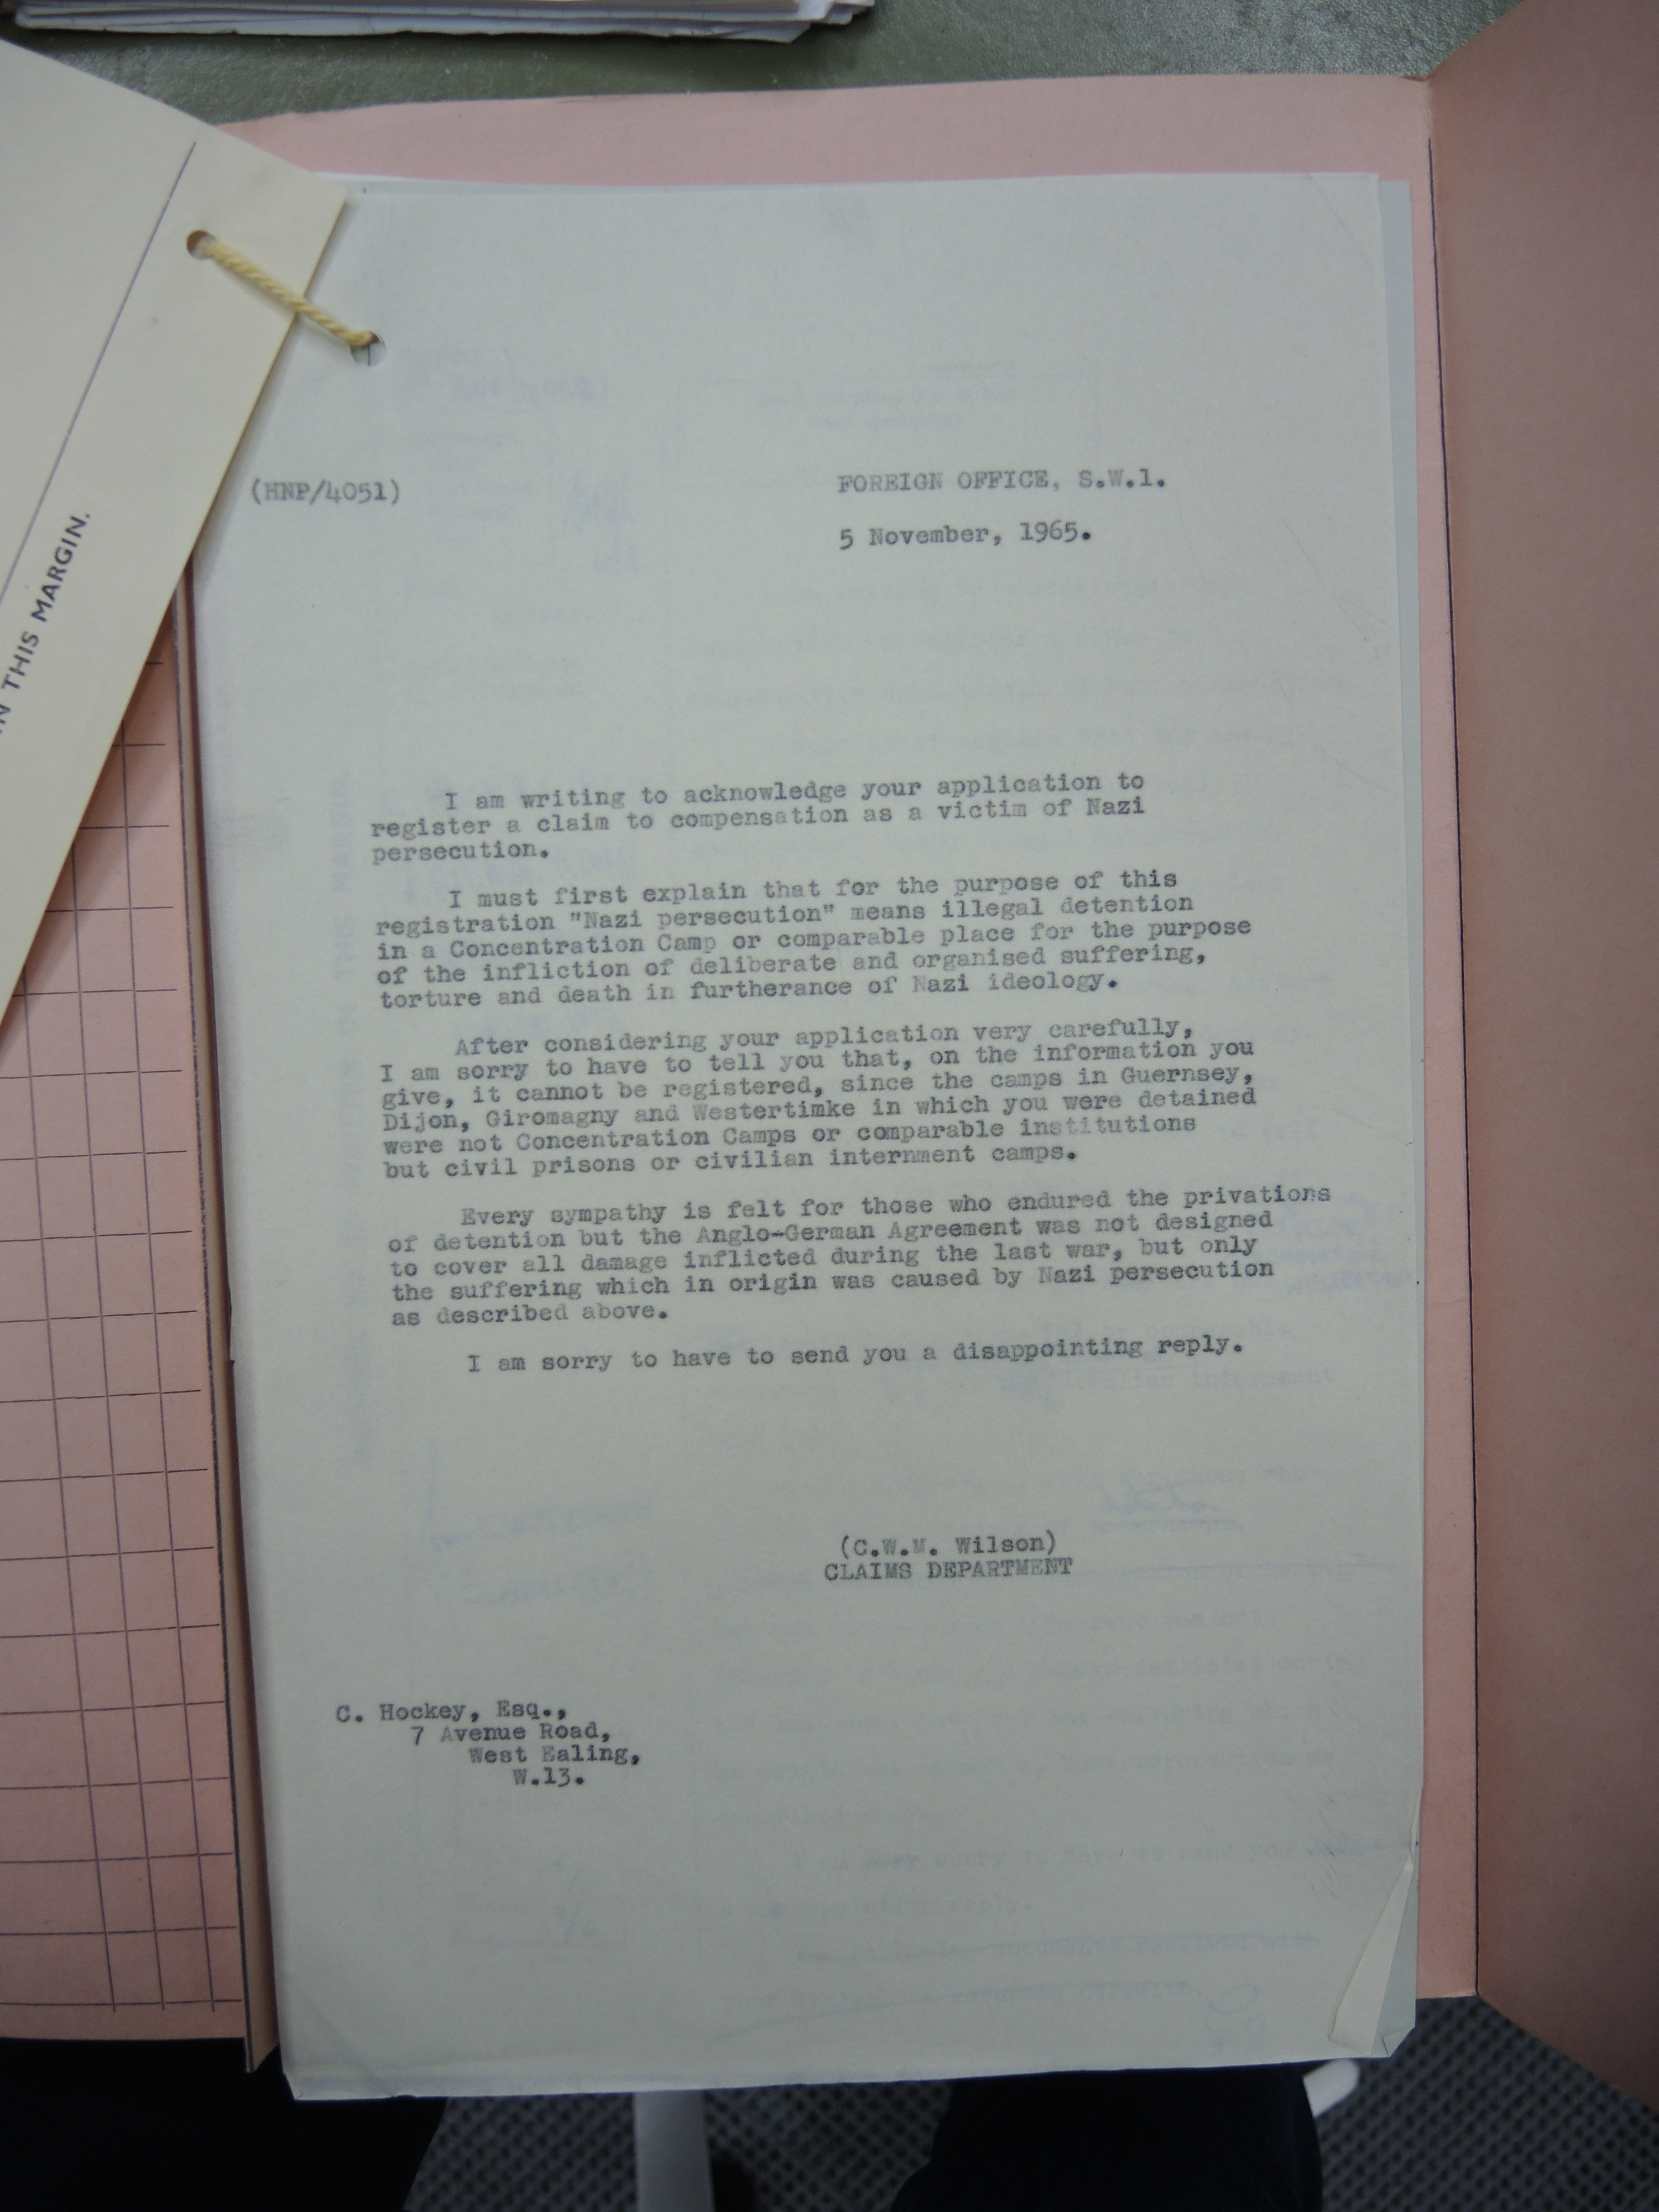 N THIS MARGIN.
(HNP/4051)
FOREIGN OFFICE, S.W.1.
5 November, 1965.
I am writing to acknowledge your application to
register a claim to compensation as a victim of Nazi
persecution.
I must first explain that for the purpose of this
registration "Nazi persecution" means illegal detention
in a Concentration Camp or comparable place for the purpose
of the infliction of deliberate and organised suffering,
torture and death in furtherance of Nazi ideology.
After considering your application very carefully,
I am sorry to have to tell you that, on the information you
give, it cannot be registered, since the camps in Guernsey,
Dijon, Giromagny and Westertimke in which you were detained
were not Concentration Camps or comparable institutions
but civil prisons or civilian internment camps.
Every sympathy is felt for those who endured the privations
of detention but the Anglo-German Agreement was not designed
to cover all damage inflicted during the last war, but only
the suffering which in origin was caused by Nazi persecution
as described above.
I am sorry to have to send you a disappointing reply.
(C.W.M. Wilson)
CLAIMS DEPARTMENT
C. Hockey, Esq.,
7 Avenue Road,
West Ealing,
W.13.